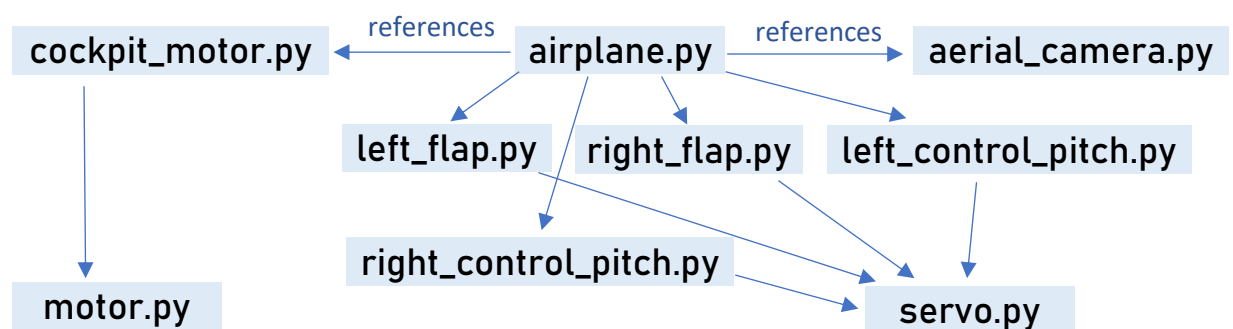 references
references
cockpit_motor.py
airplane.py
aerial_camera.py
left_flap.py
right_flap.py
left_control_pitch.py
right_control_pitch.py
motor.py
servo.py